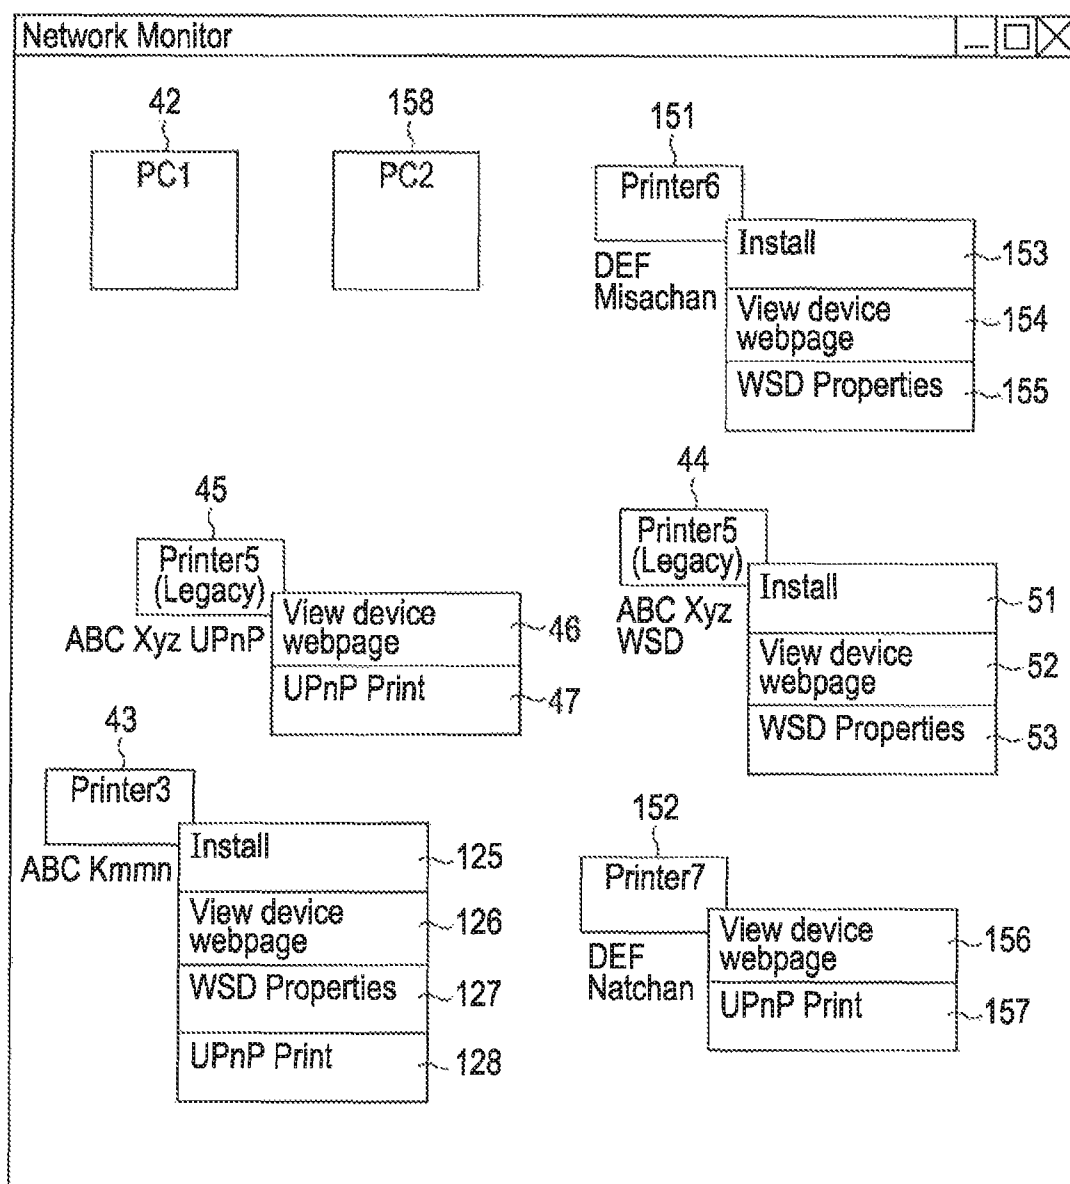 Network Monitor
42
158
151
PC1
PC2
Printer6
DEF
Misachan
Install
153
View device
webpage
154
WSD Properties
155
45
44
Printer5
(Legacy)
ABC Xyz UPnP
View device
webpage
46
UPnP Print
47
Printer5
(Legacy)
ABC Xyz
WSD
Install
51
View device
webpage
52
WSD Properties
53
43
Printer3
ABC Kmmn
Install
125
View device
webpage
126
WSD Properties
127
UPnP Print
128
152
Printer7
DEF
Natchan
View device
webpage
156
UPnP Print
157